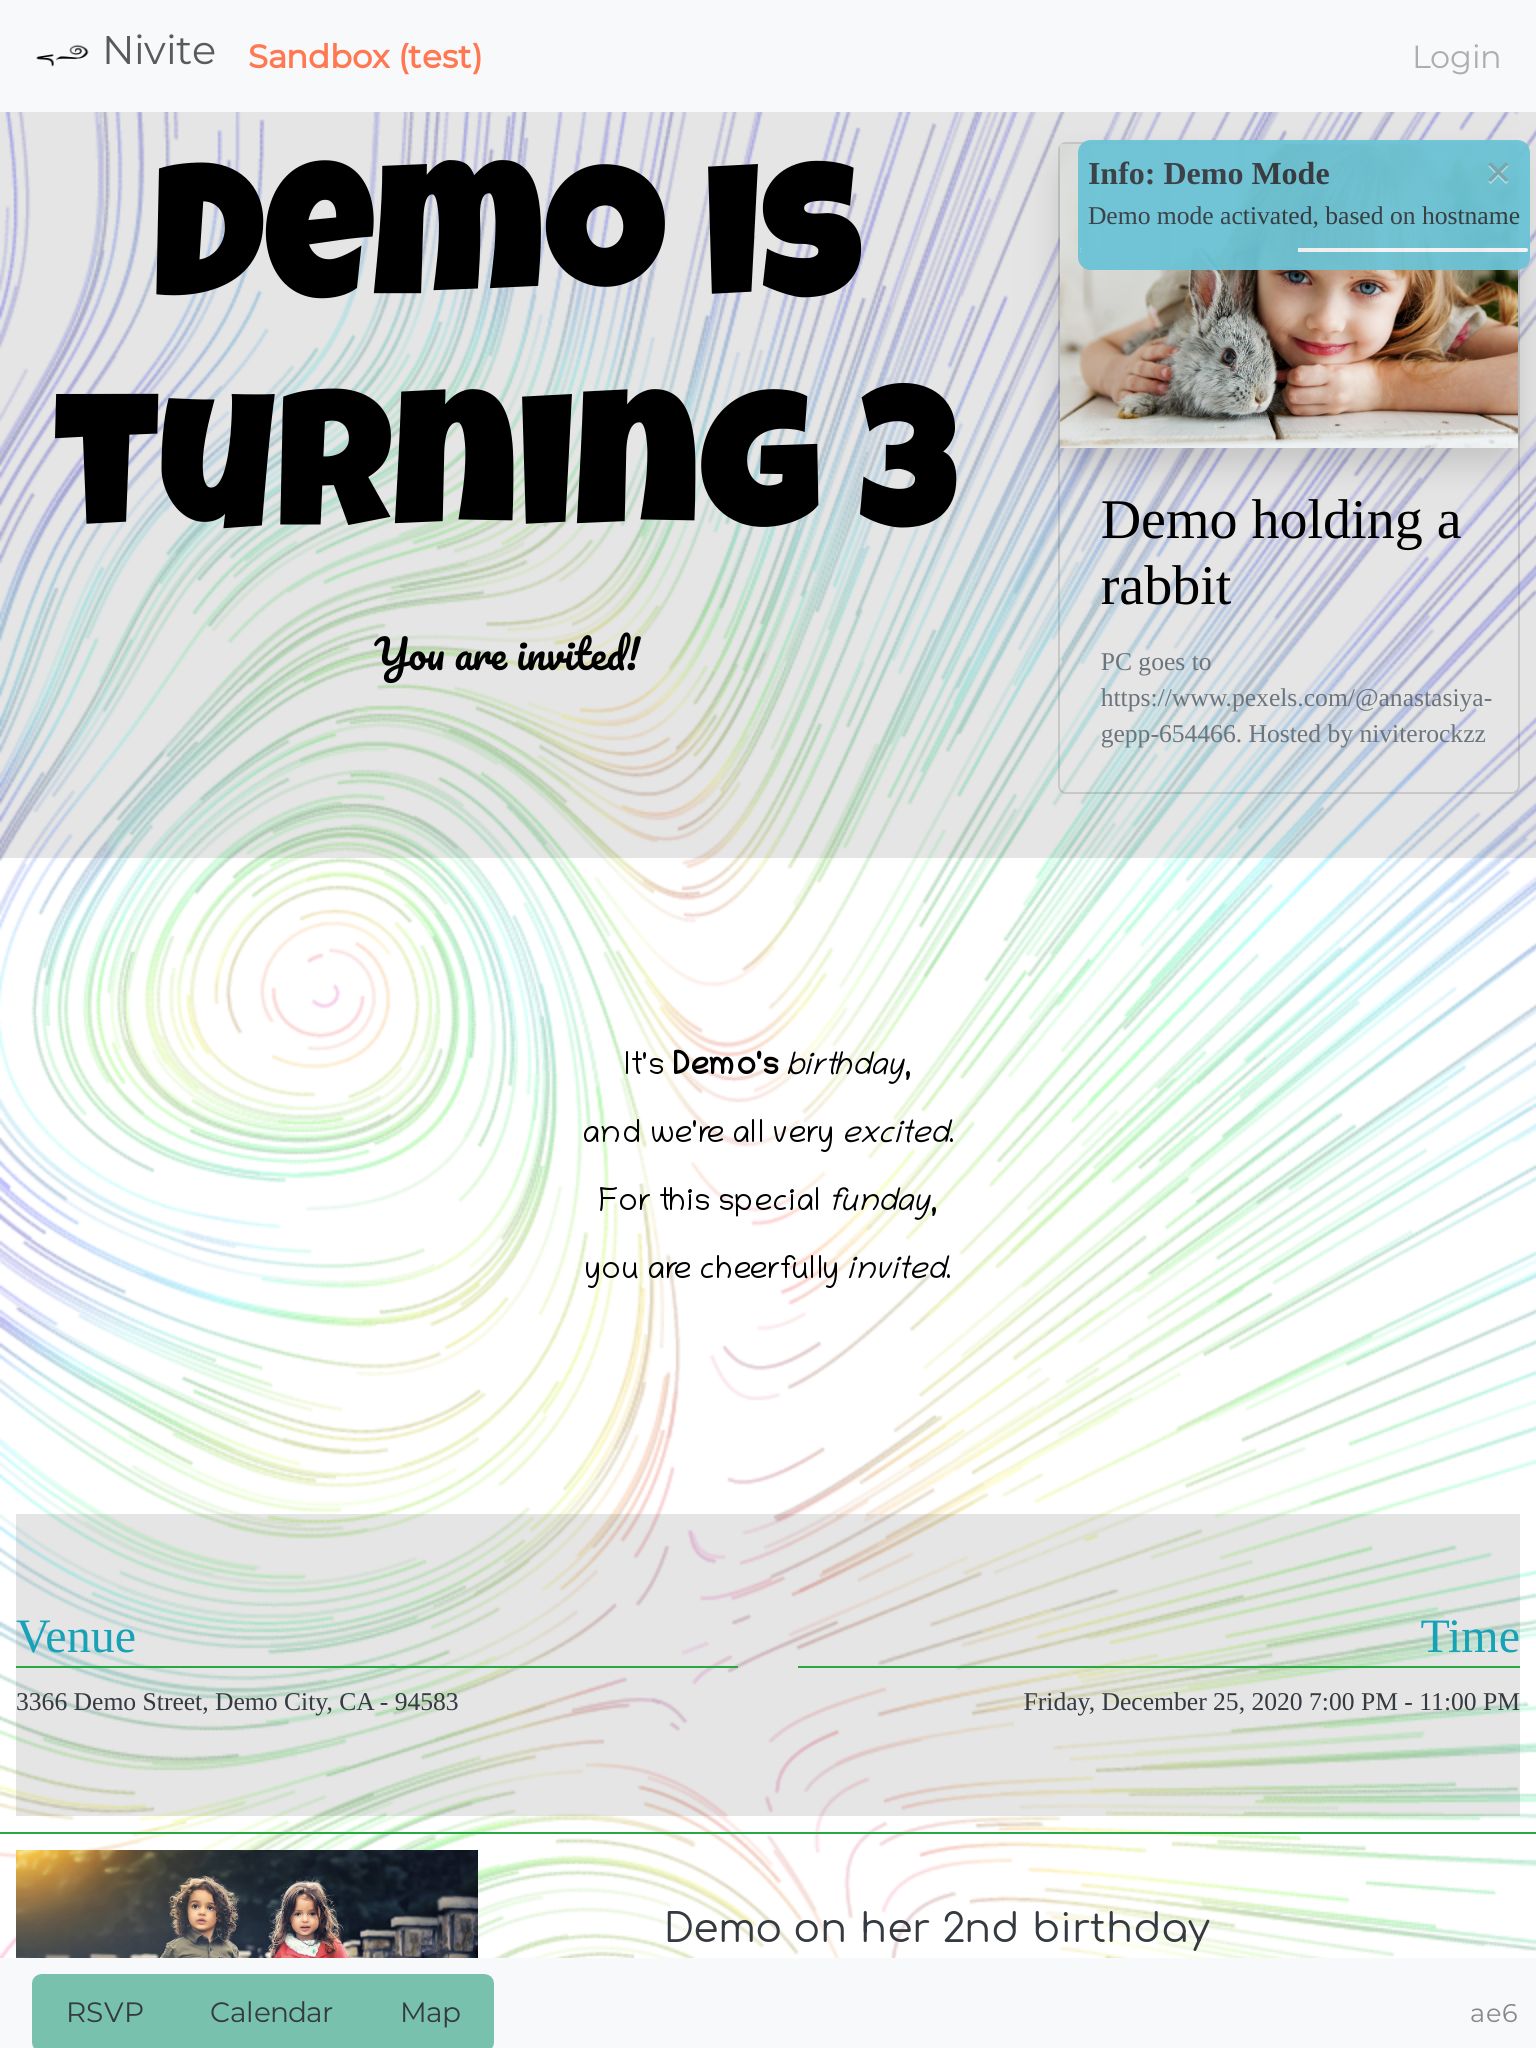 Nivite
Sandbox (test)
Login
Demo is
Turning 3
You are invited!
Info: Demo Mode
×
Demo mode activated, based on hostname
Demo holding a
rabbit
PC goes to
https://www.pexels.com/@anastasiya-
gepp-654466. Hosted by niviterockzz
It's Demo's birthday,
and we're all very excited.
For this special funday,
you are cheerfully invited.
Venue
3366 Demo Street, Demo City, CA - 94583
Time
Friday, December 25, 2020 7:00 PM - 11:00 PM
Demo on her 2nd birthday
RSVP
Calendar
Map
ae6